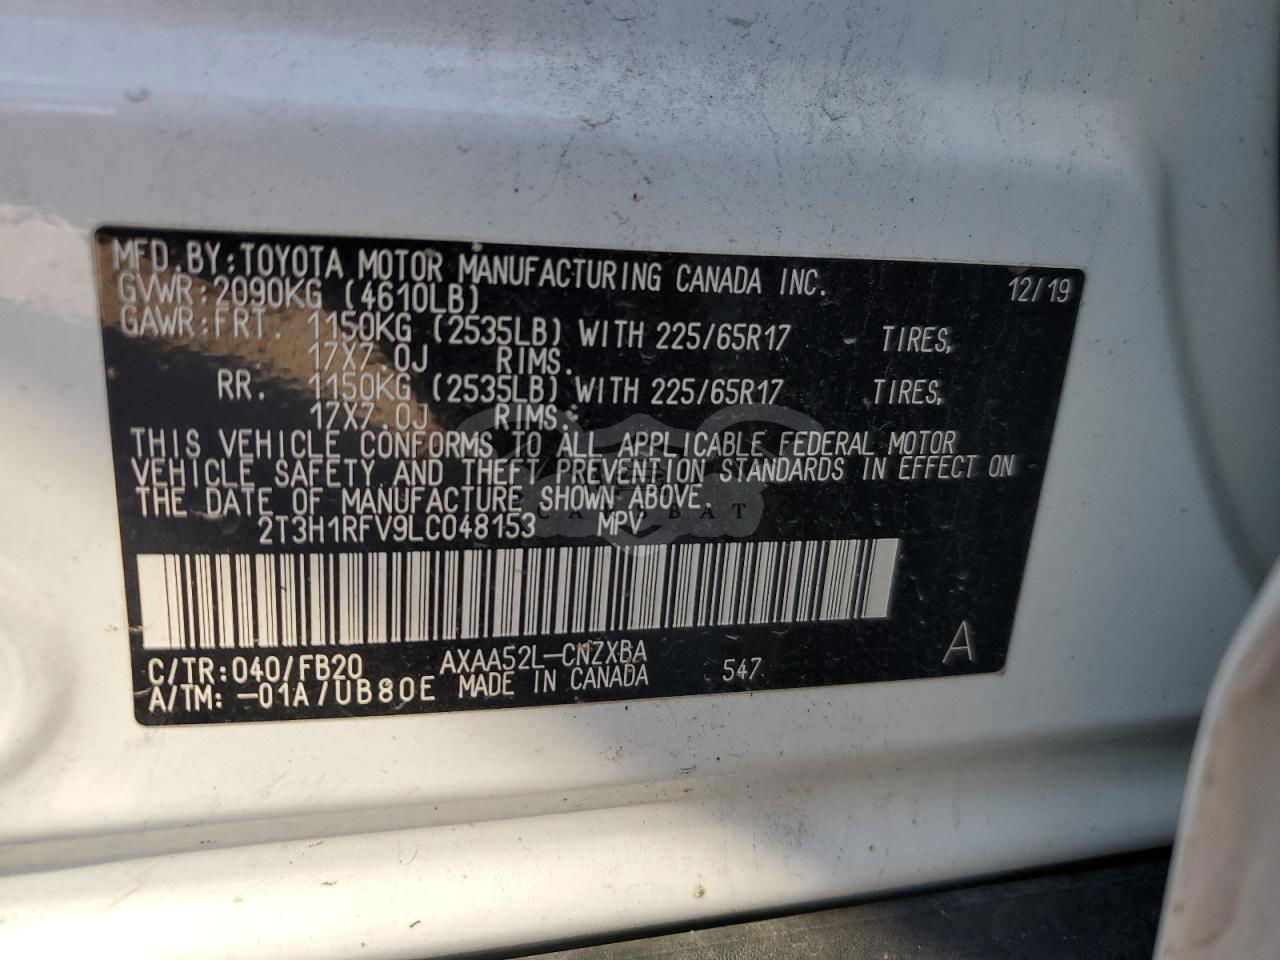 MFD.BY:TOYOTA MOTOR MANUFACTURING CANADA INC. 12/19
GVWR:2090KG (4610LB)
GAWR:FRT. 1150KG (2535LB) WITH 225/65R17 TIRES,
17X7.0J RIMS.
RR. 1150KG (2535LB) WITH 225/65R17 TIRES,
17X7.0J RIMS.
THIS VEHICLE CONFORMS TO ALL APPLICABLE FEDERAL MOTOR
VEHICLE SAFETY AND THEFT PREVENTION STANDARDS IN EFFECT ON
THE DATE OF MANUFACTURE SHOWN ABOVE.
CARSBAT
2T3H1RFV9LC048153 MPV
C/TR:040/FB20 AXAA52L-CNZXBA 547 A
A/TM:-01A/UB80E MADE IN CANADA